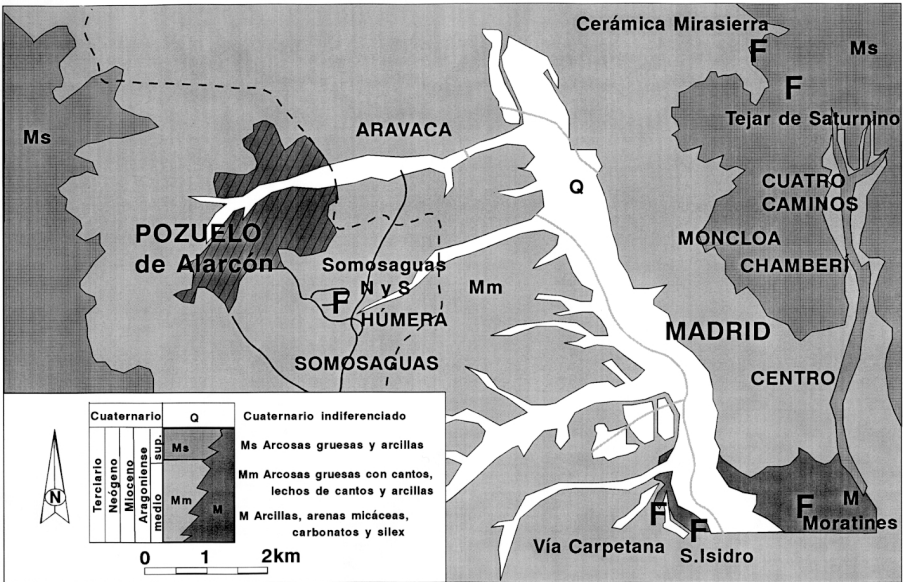 Cerámica Mirasierra
F
Ms
F
Tejar de Saturnino
Ms
ARAVACA
Q
CUATRO
CAMINOS
POZUELO
de Alarcón
MONCLOA
CHAMBERI
Somosaguas
N y S
Mm
F
HÚMERA
MADRID
SOMOSAGUAS
CENTRO
Cuaternario
Q
Cuaternario indiferenciado
Terciario
Neógeno
Mioceno
Aragoniense
medio
sup.
Ms
Ms Arcosas gruesas y arcillas
Mm
M
Mm Arcosas gruesas con cantos,
lechos de cantos y arcillas
M Arcillas, arenas micáceas,
carbonatos y silex
N
0 1 2km
F
F
F
M
Moratines
Vía Carpetana
S.Isidro